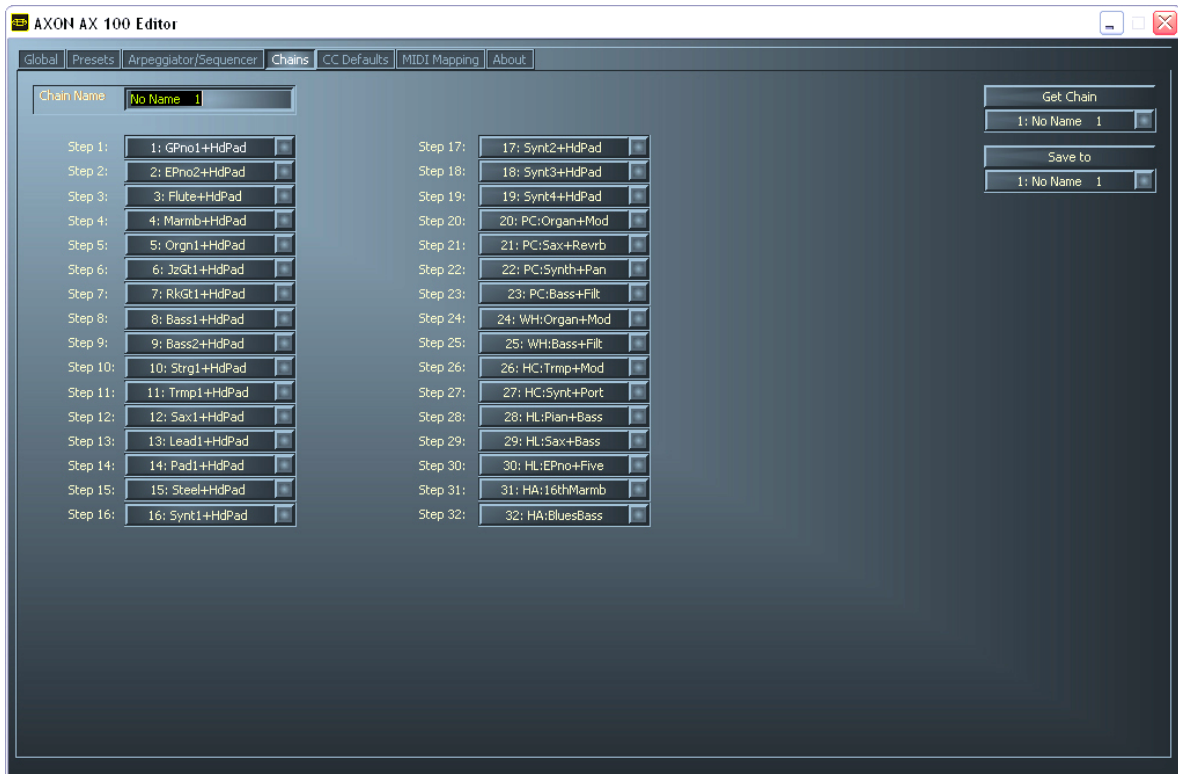 AXON AX 100 Editor
Global Presets Arpeggiator/Sequencer Chains CC Defaults MIDI Mapping About
Chain Name No Name 1
Get Chain
1: No Name 1
Save to
1: No Name 1
Step 1: 1: GPno1+HdPad
Step 2: 2: EPno2+HdPad
Step 3: 3: Flute+HdPad
Step 4: 4: Marmb+HdPad
Step 5: 5: Orgn1+HdPad
Step 6: 6: JzGt1+HdPad
Step 7: 7: RkGt1+HdPad
Step 8: 8: Bass1+HdPad
Step 9: 9: Bass2+HdPad
Step 10: 10: Strg1+HdPad
Step 11: 11: Trmp1+HdPad
Step 12: 12: Sax1+HdPad
Step 13: 13: Lead1+HdPad
Step 14: 14: Pad1+HdPad
Step 15: 15: Steel+HdPad
Step 16: 16: Synt1+HdPad
Step 17: 17: Synt2+HdPad
Step 18: 18: Synt3+HdPad
Step 19: 19: Synt4+HdPad
Step 20: 20: PC:Organ+Mod
Step 21: 21: PC:Sax+Revrb
Step 22: 22: PC:Synth+Pan
Step 23: 23: PC:Bass+Filt
Step 24: 24: WH:Organ+Mod
Step 25: 25: WH:Bass+Filt
Step 26: 26: HC:Trmp+Mod
Step 27: 27: HC:Synt+Port
Step 28: 28: HL:Pian+Bass
Step 29: 29: HL:Sax+Bass
Step 30: 30: HL:EPno+Five
Step 31: 31: HA:16thMarmb
Step 32: 32: HA:BluesBass